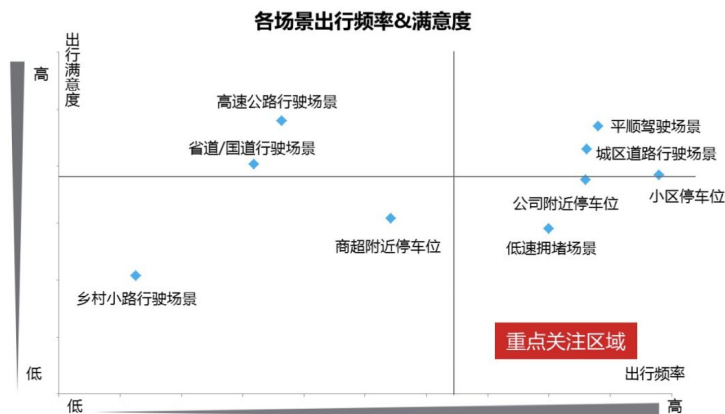 各场景出行频率&满意度
出行满意度
高
高速公路行驶场景
平顺驾驶场景
省道/国道行驶场景
城区道路行驶场景
小区停车位
公司附近停车位
商超附近停车位
低速拥堵场景
乡村小路行驶场景
重点关注区域
低
出行频率
低
高